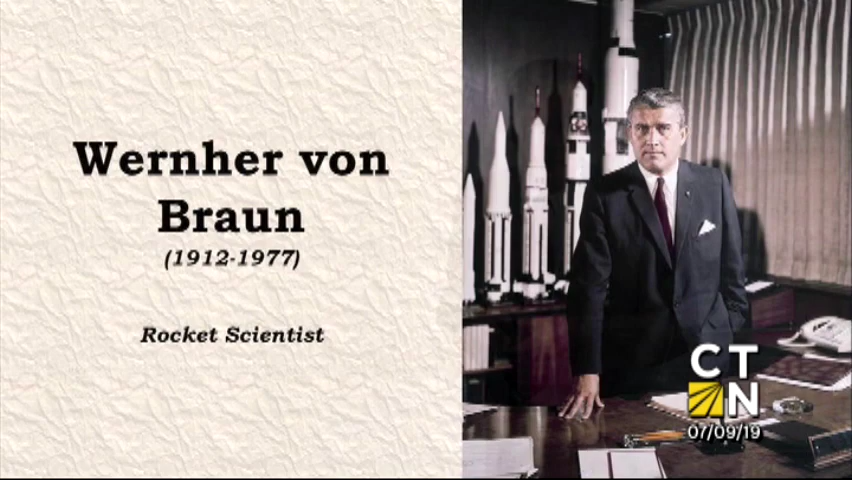 Wernher von
Braun
(1912-1977)
Rocket Scientist
CT
N
07/09/19